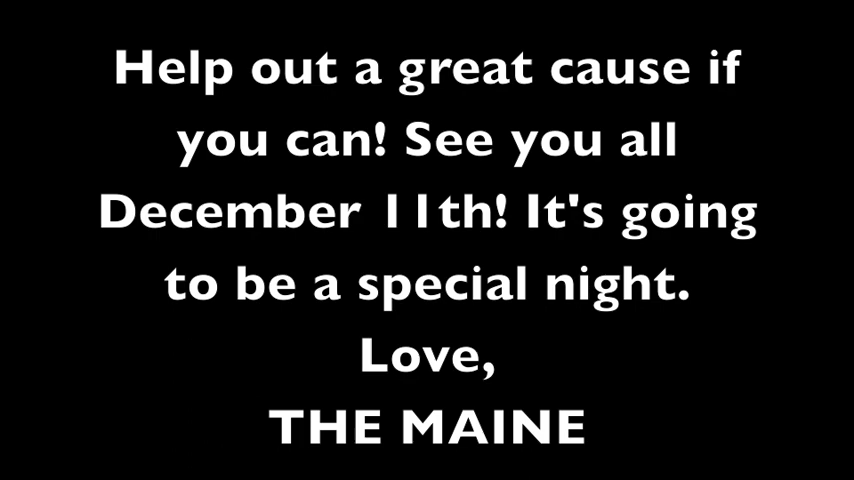 Help out a great cause if
you can! See you all
December 11th! It's going
to be a special night.
Love,
THE MAINE